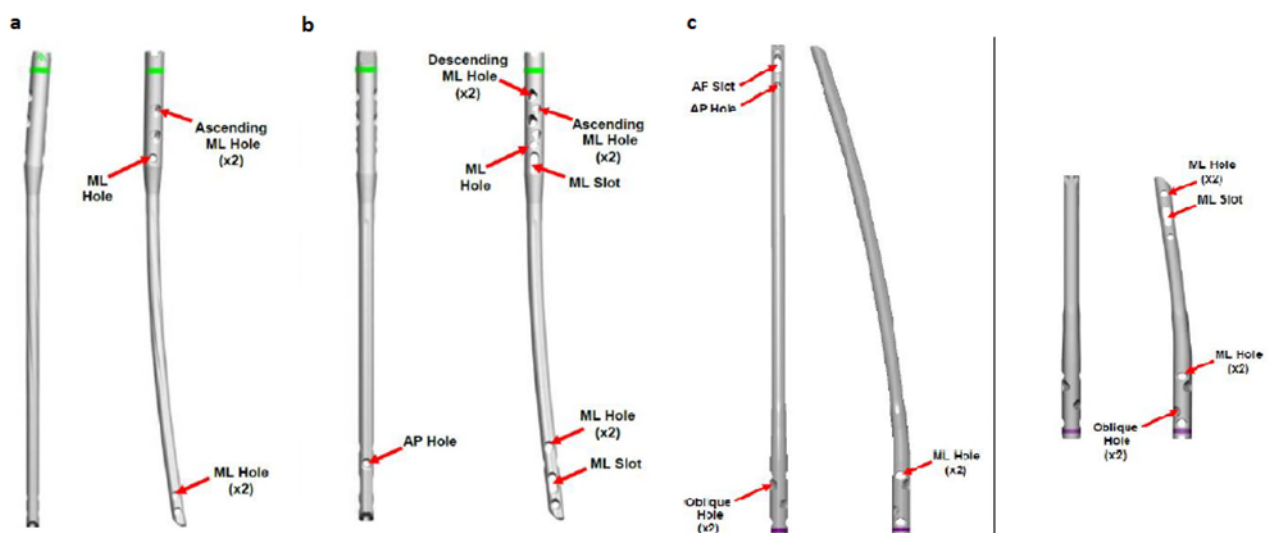 a
Ascending
ML Hole
(x2)
ML
Hole
ML Hole
(x2)
b
Descending
ML Hole
(x2)
Ascending
ML Hole
(x2)
ML
Hole
ML Slot
AP Hole
ML Hole
(x2)
ML Slot
c
AF Slot
AP Hole
ML Hole
(x2)
Oblique
Hole
(x2)
ML Hole
(x2)
ML Slot
ML Hole
(x2)
Oblique
Hole
(x2)